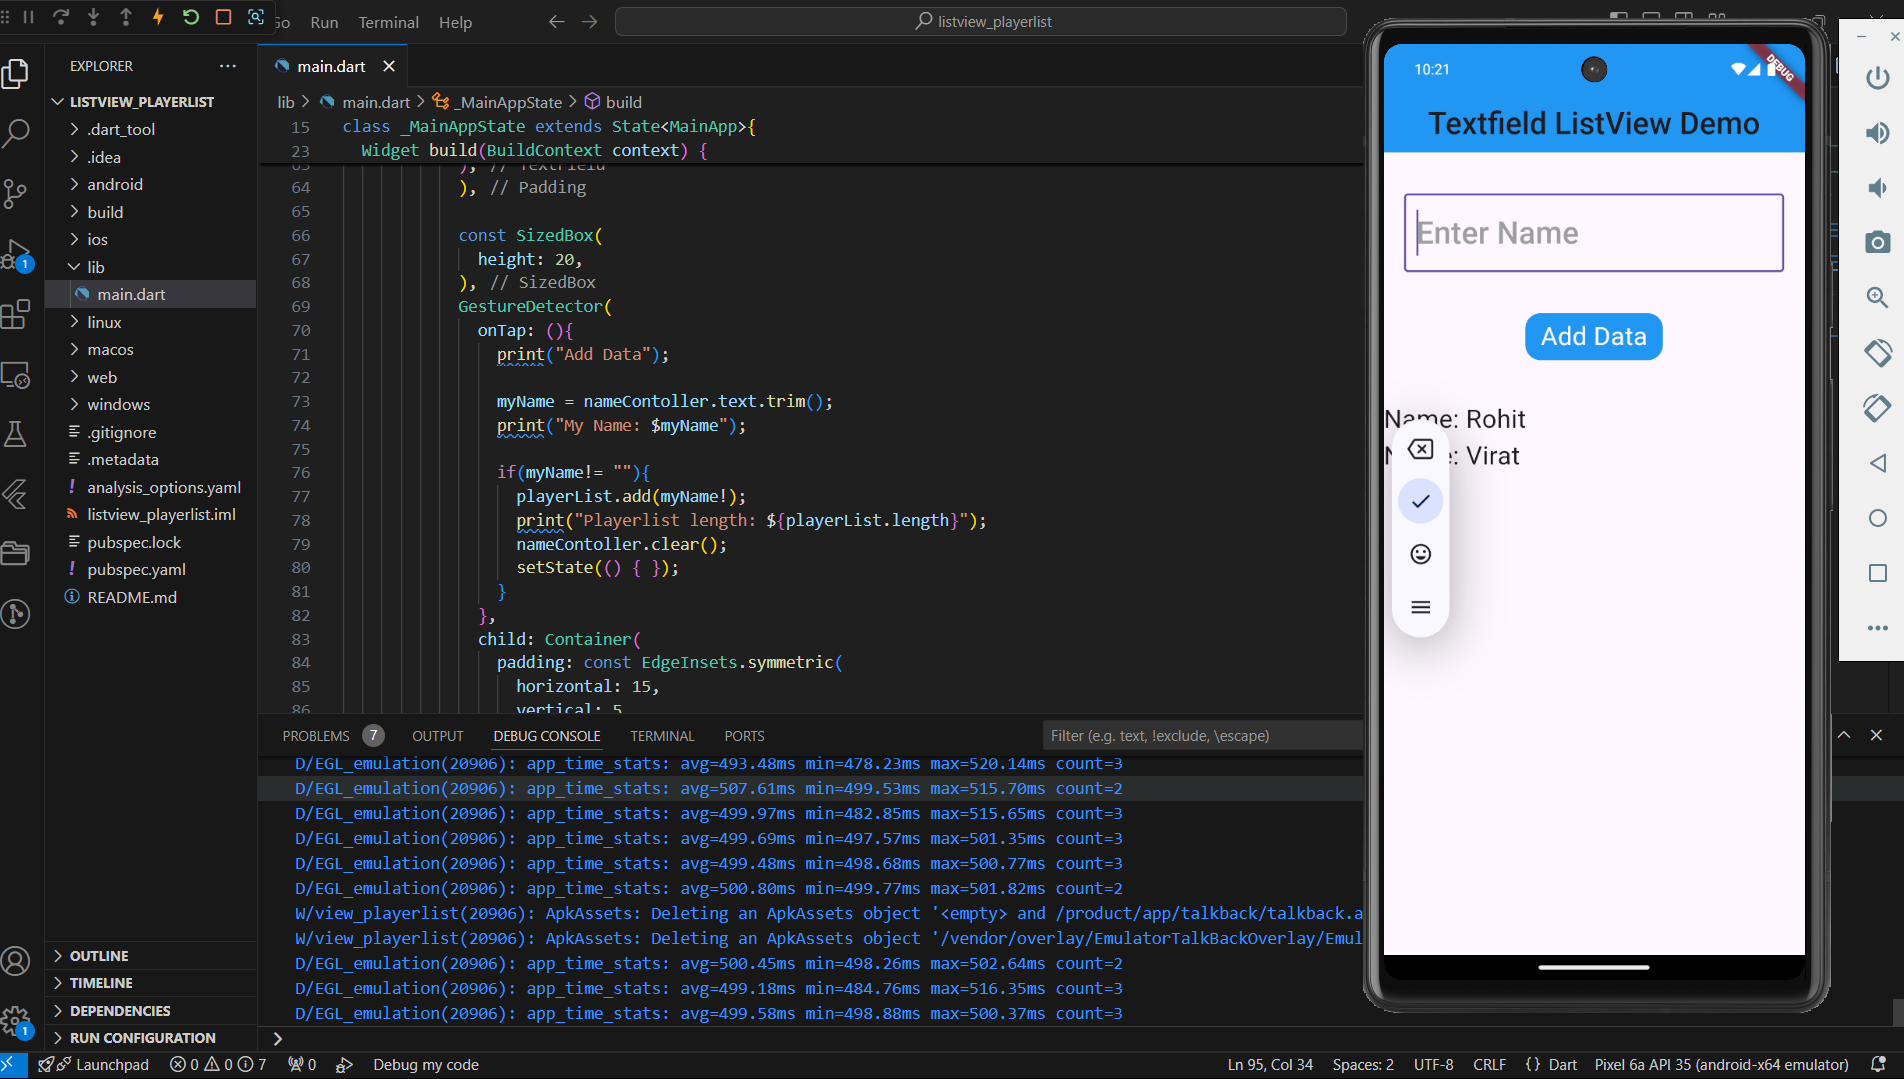 Go Run Terminal Help
listview_playerlist
EXPLORER
LISTVIEW_PLAYERLIST
.dart_tool
.idea
android
build
ios
lib
main.dart
linux
macos
web
windows
.gitignore
.metadata
analysis_options.yaml
listview_playerlist.iml
pubspec.lock
pubspec.yaml
README.md
OUTLINE
TIMELINE
DEPENDENCIES
RUN CONFIGURATION
main.dart
lib > main.dart > _MainAppState > build
15 class _MainAppState extends State<MainApp>{
23 Widget build(BuildContext context) {
63 ), // TextField
64 ), // Padding
65
66 const SizedBox(
67 height: 20,
68 ), // SizedBox
69 GestureDetector(
70 onTap: (){
71 print("Add Data");
72
73 myName = nameContoller.text.trim();
74 print("My Name: $myName");
75
76 if(myName!= ""){
77 playerList.add(myName!);
78 print("Playerlist length: ${playerList.length}");
79 nameContoller.clear();
80 setState(() { });
81 }
82 },
83 child: Container(
84 padding: const EdgeInsets.symmetric(
85 horizontal: 15,
86 vertical: 5
PROBLEMS 7 OUTPUT DEBUG CONSOLE TERMINAL PORTS
Filter (e.g. text, !exclude, \escape)
D/EGL_emulation(20906): app_time_stats: avg=493.48ms min=478.23ms max=520.14ms count=3
D/EGL_emulation(20906): app_time_stats: avg=507.61ms min=499.53ms max=515.70ms count=2
D/EGL_emulation(20906): app_time_stats: avg=499.97ms min=482.85ms max=515.65ms count=3
D/EGL_emulation(20906): app_time_stats: avg=499.69ms min=497.57ms max=501.35ms count=3
D/EGL_emulation(20906): app_time_stats: avg=499.48ms min=498.68ms max=500.77ms count=3
D/EGL_emulation(20906): app_time_stats: avg=500.80ms min=499.77ms max=501.82ms count=2
W/view_playerlist(20906): ApkAssets: Deleting an ApkAssets object '<empty> and /product/app/talkback/talkback.a
W/view_playerlist(20906): ApkAssets: Deleting an ApkAssets object '/vendor/overlay/EmulatorTalkBackOverlay/Emul
D/EGL_emulation(20906): app_time_stats: avg=500.45ms min=498.26ms max=502.64ms count=2
D/EGL_emulation(20906): app_time_stats: avg=499.18ms min=484.76ms max=516.35ms count=3
D/EGL_emulation(20906): app_time_stats: avg=499.58ms min=498.88ms max=500.37ms count=3
10:21
DEBUG
Textfield ListView Demo
Enter Name
Add Data
Name: Rohit
Name: Virat
1
1
Launchpad 0 0 7 0 Debug my code
Ln 95, Col 34 Spaces: 2 UTF-8 CRLF {} Dart Pixel 6a API 35 (android-x64 emulator)